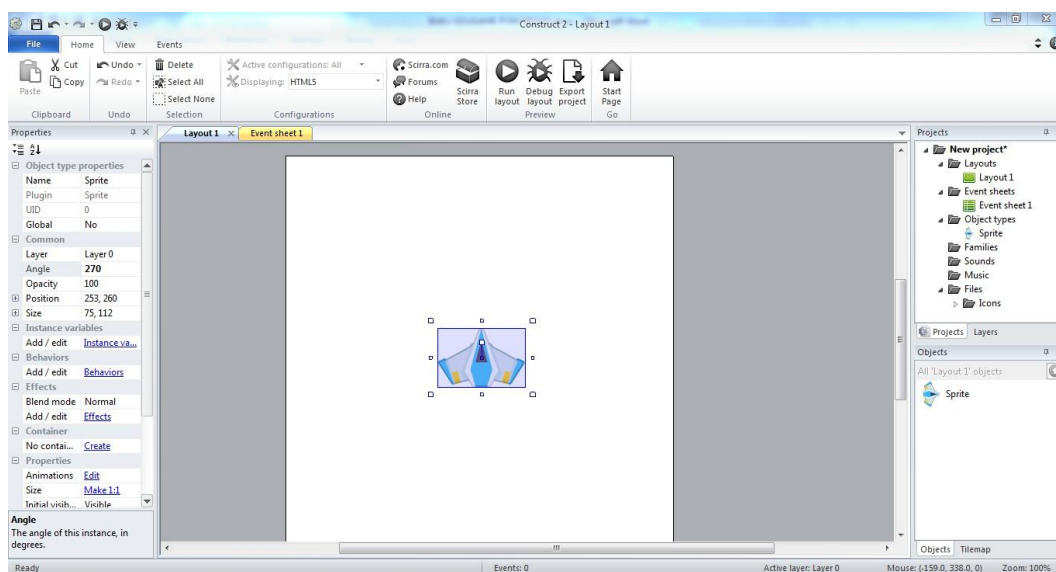 Construct 2 - Layout 1
File Home View Events
Paste
Cut
Copy
Clipboard
Undo
Redo
Undo
Delete
Select All
Select None
Selection
Active configurations: All
Displaying: HTML5
Configurations
Scirra.com
Forums
Help
Scirra Store
Online
Run layout
Debug layout
Export project
Preview
Start Page
Go
Properties
Object type properties
Name Sprite
Plugin Sprite
UID 0
Global No
Common
Layer Layer 0
Angle 270
Opacity 100
Position 253, 260
Size 75, 112
Instance variables
Add / edit Instance va...
Behaviors
Add / edit Behaviors
Effects
Blend mode Normal
Add / edit Effects
Container
No contai... Create
Properties
Animations Edit
Size Make 1:1
Initial visib... Visible
Angle
The angle of this instance, in
degrees.
Layout 1 Event sheet 1
Projects
New project*
Layouts
Layout 1
Event sheets
Event sheet 1
Object types
Sprite
Families
Sounds
Music
Files
Icons
Projects Layers
Objects
All 'Layout 1' objects
Sprite
Objects Tilemap
Ready Events: 0 Active layer: Layer 0 Mouse: (-159.0, 338.0, 0) Zoom: 100%